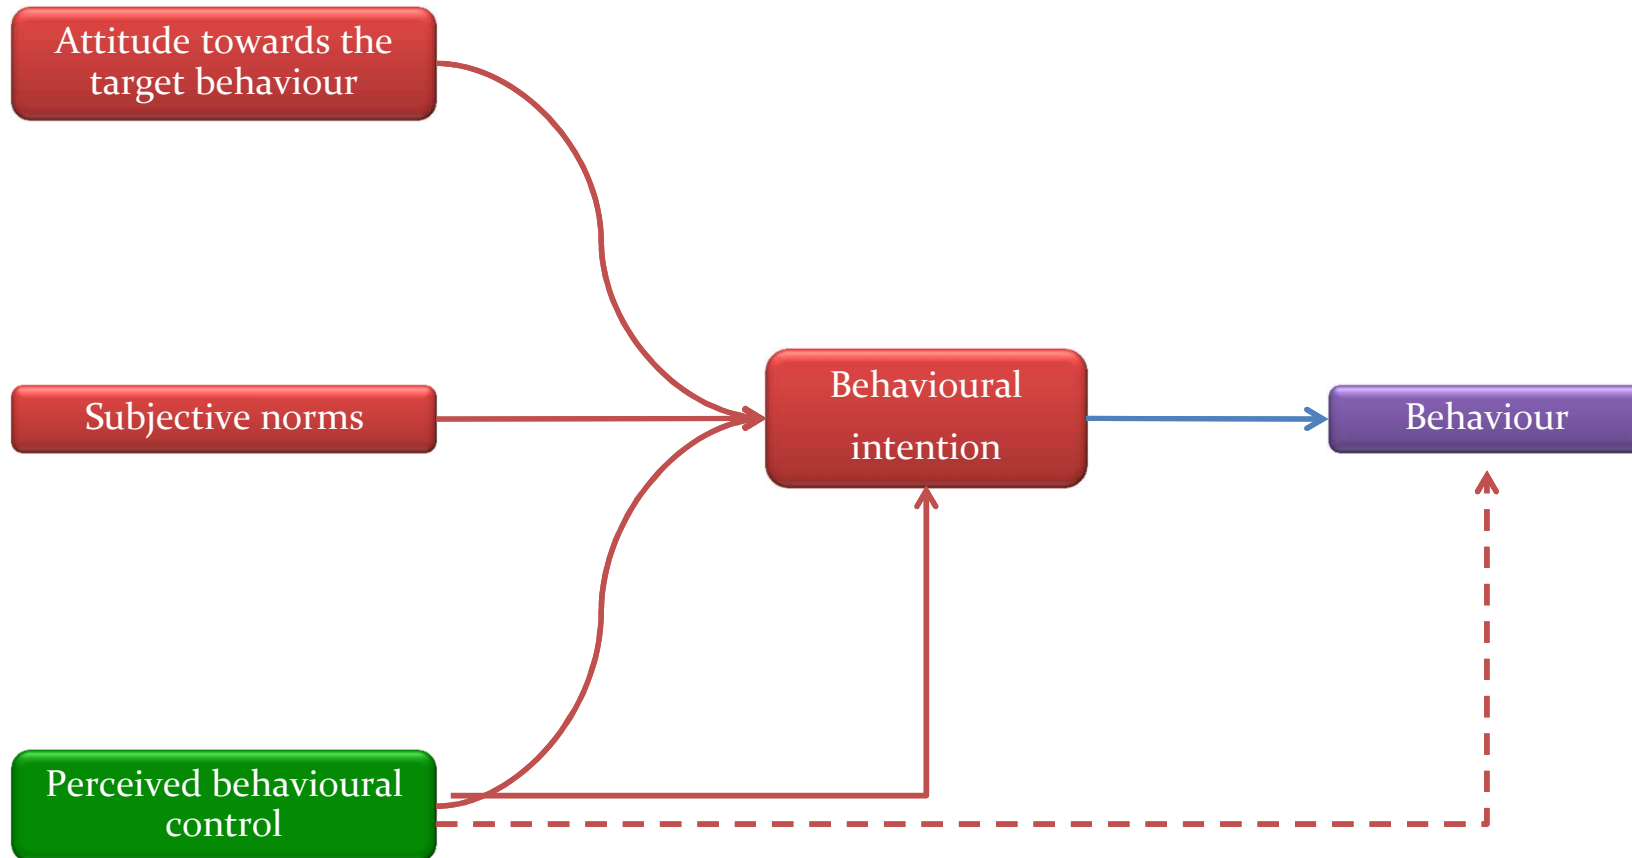 Attitude towards the
target behaviour
Subjective norms
Behavioural
intention
Behaviour
Perceived behavioural
control